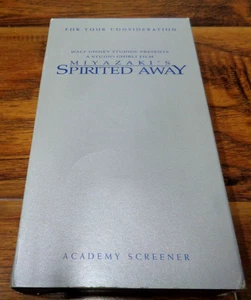 FOR YOUR CONSIDERATION
WALT DISNEY STUDIOS PRESENTS
A STUDIO GHIBLI FILM
MIYAZAKI'S
SPIRITED AWAY
ACADEMY SCREENER